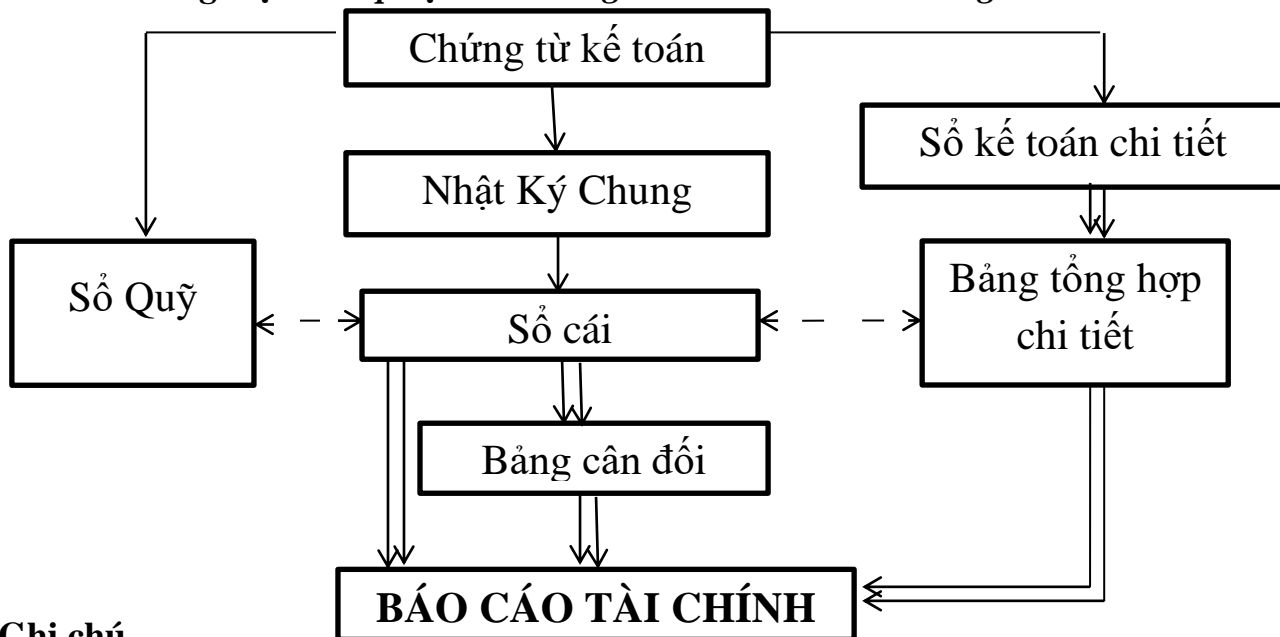 Chứng từ kế toán
Sổ kế toán chi tiết
Nhật Ký Chung
Sổ Quỹ
Bảng tổng hợp
chi tiết
Sổ cái
Bảng cân đối
BÁO CÁO TÀI CHÍNH
Ghi chú